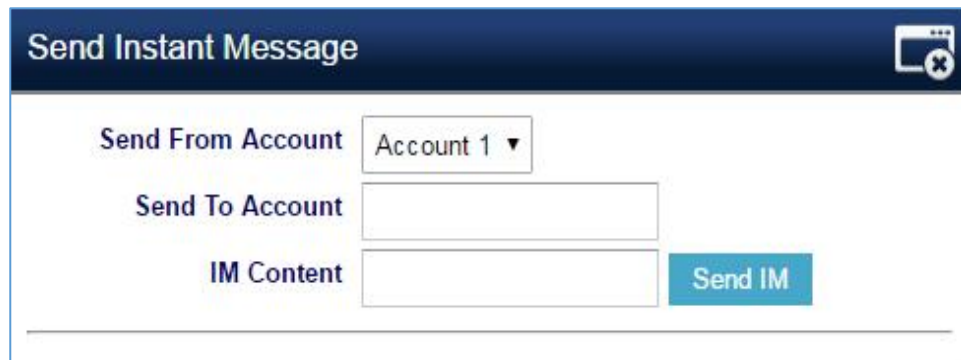 Send Instant Message
Send From Account Account 1
Send To Account
IM Content Send IM